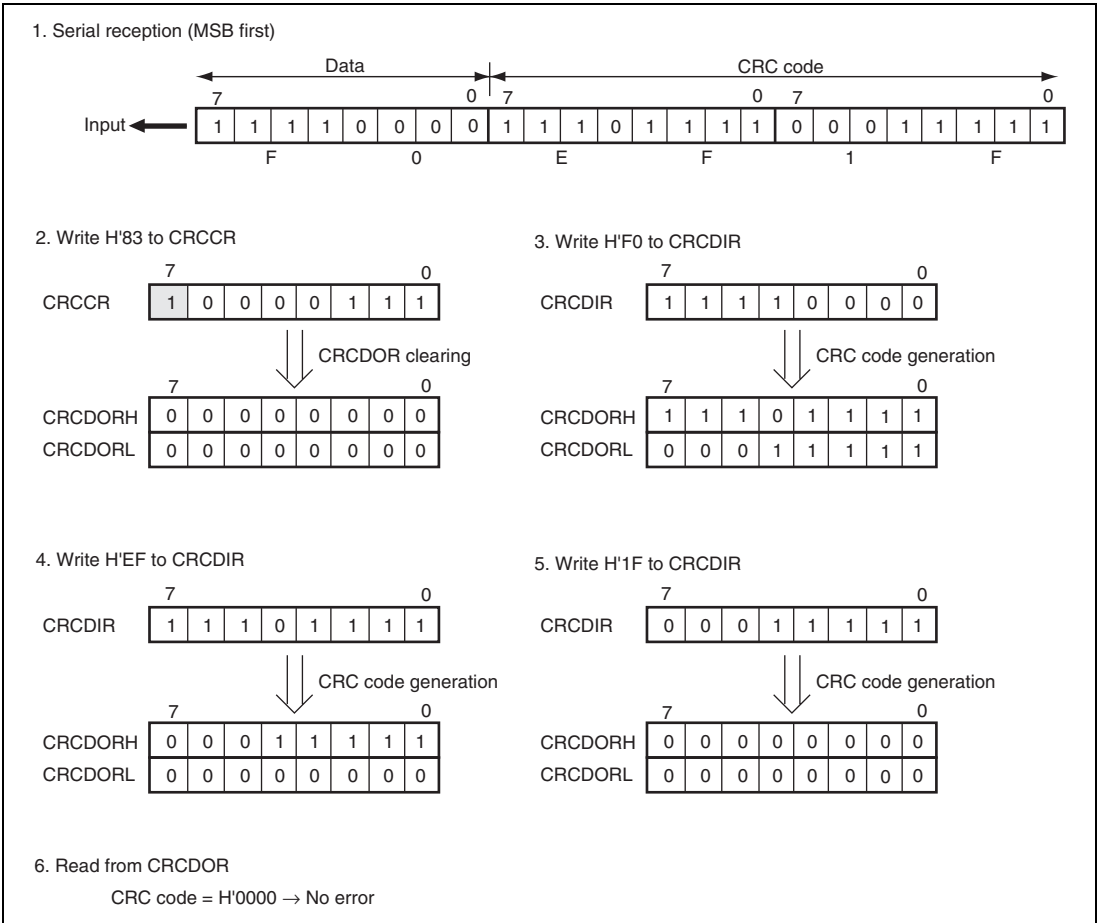 1. Serial reception (MSB first)
Data CRC code
7 0 7 0 7 0
Input 1 1 1 1 0 0 0 0 1 1 1 0 1 1 1 1 0 0 0 1 1 1 1 1
F 0 E F 1 F
2. Write H'83 to CRCCR
7 0
CRCCR 1 0 0 0 0 1 1 1
CRCDOR clearing
7 0
CRCDORH 0 0 0 0 0 0 0 0
CRCDORL 0 0 0 0 0 0 0 0
3. Write H'F0 to CRCDIR
7 0
CRCDIR 1 1 1 1 0 0 0 0
CRC code generation
7 0
CRCDORH 1 1 1 0 1 1 1 1
CRCDORL 0 0 0 1 1 1 1 1
4. Write H'EF to CRCDIR
7 0
CRCDIR 1 1 1 0 1 1 1 1
CRC code generation
7 0
CRCDORH 0 0 0 1 1 1 1 1
CRCDORL 0 0 0 0 0 0 0 0
5. Write H'1F to CRCDIR
7 0
CRCDIR 0 0 0 1 1 1 1 1
CRC code generation
7 0
CRCDORH 0 0 0 0 0 0 0 0
CRCDORL 0 0 0 0 0 0 0 0
6. Read from CRCDOR
CRC code = H'0000 → No error